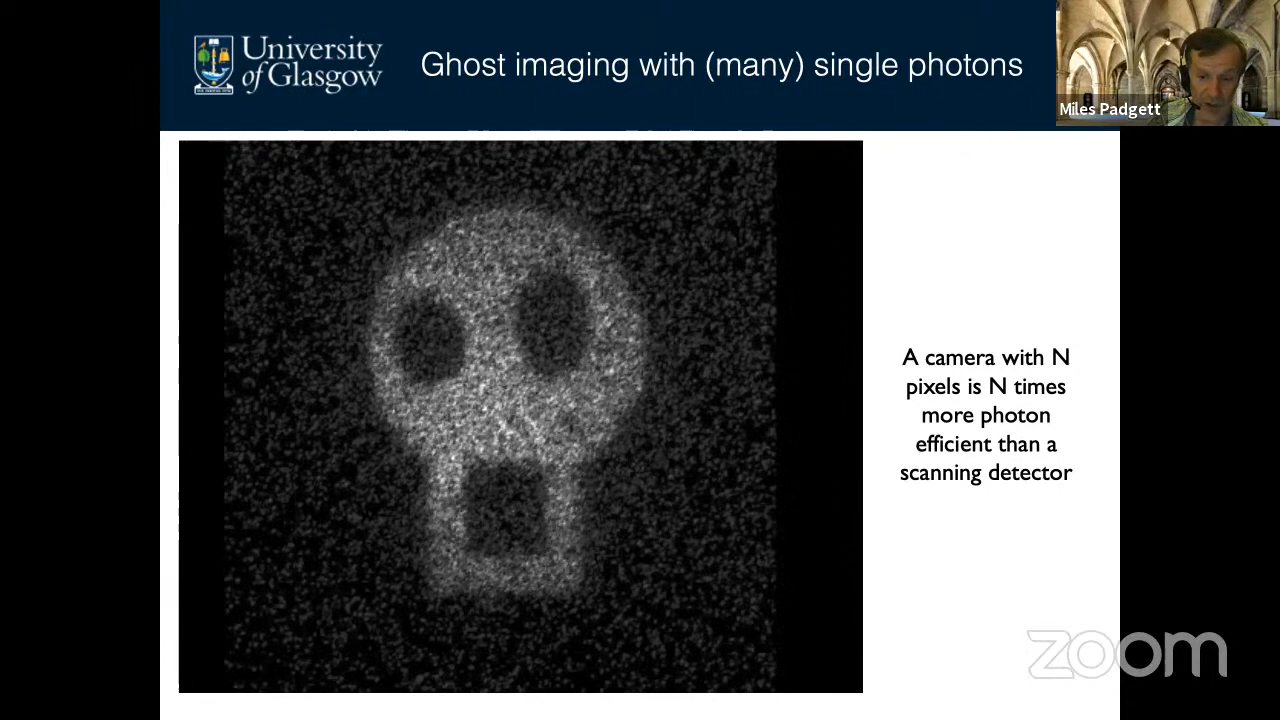 University
of Glasgow
Ghost imaging with (many) single photons
Miles Padgett
A camera with N
pixels is N times
more photon
efficient than a
scanning detector
zoom